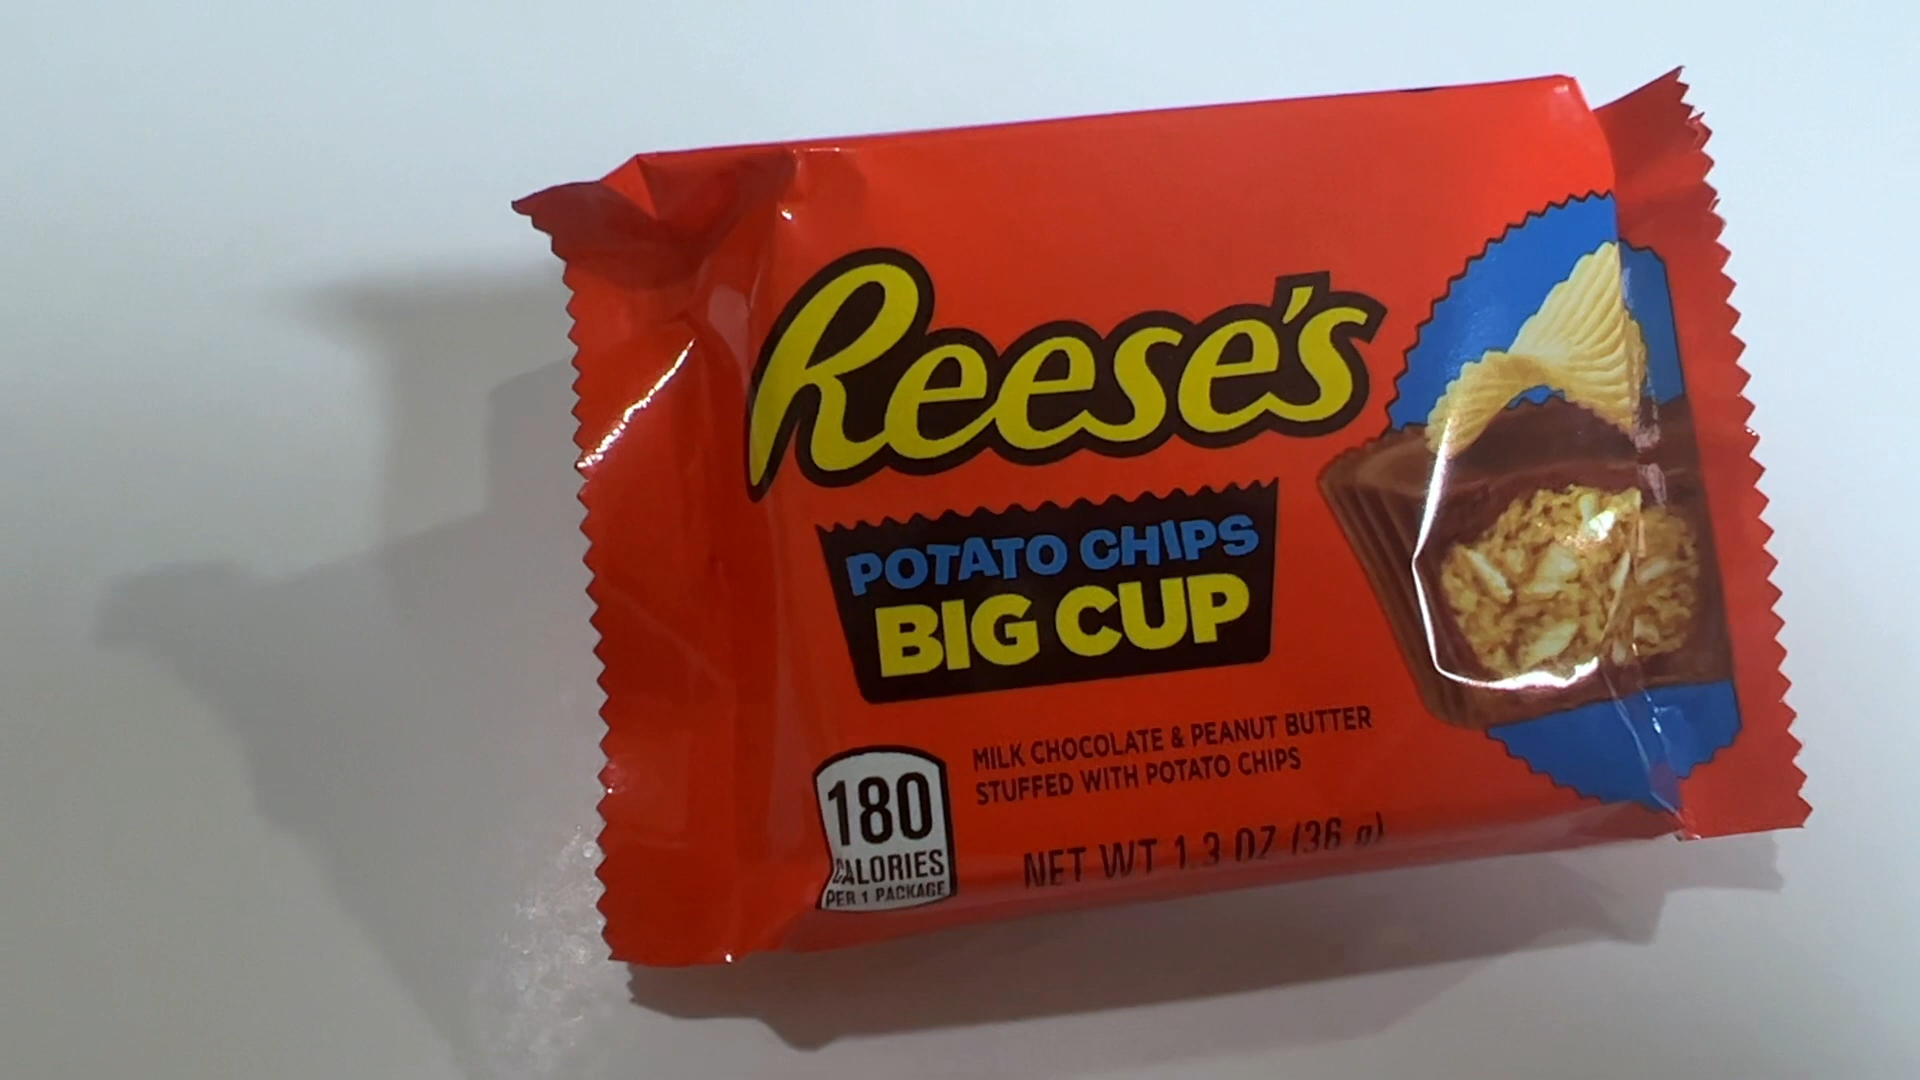 Reese's
POTATO CHIPS
BIG CUP
MILK CHOCOLATE & PEANUT BUTTER
STUFFED WITH POTATO CHIPS
180
CALORIES
PER 1 PACKAGE
NET WT 1.3 OZ (36 g)